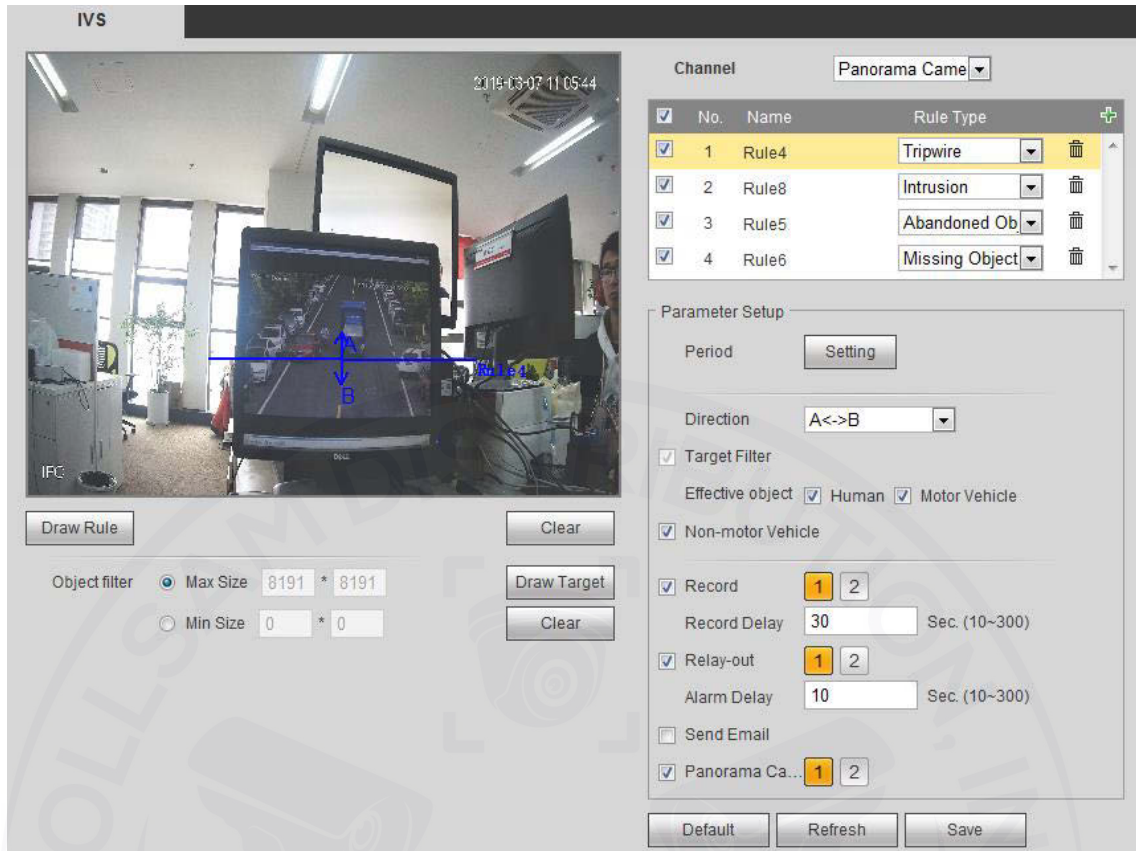 IVS
2019-03-07 11:05:44
A
B
Rule4
DELL
IPC
Draw Rule
Clear
Object filter Max Size 8191 * 8191 Draw Target
Min Size 0 * 0 Clear
Channel Panorama Came
No. Name Rule Type
1 Rule4 Tripwire
2 Rule8 Intrusion
3 Rule5 Abandoned Ob
4 Rule6 Missing Object
Parameter Setup
Period Setting
Direction A<->B
Target Filter
Effective object Human Motor Vehicle
Non-motor Vehicle
Record 1 2
Record Delay 30 Sec. (10~300)
Relay-out 1 2
Alarm Delay 10 Sec. (10~300)
Send Email
Panorama Ca... 1 2
Default Refresh Save